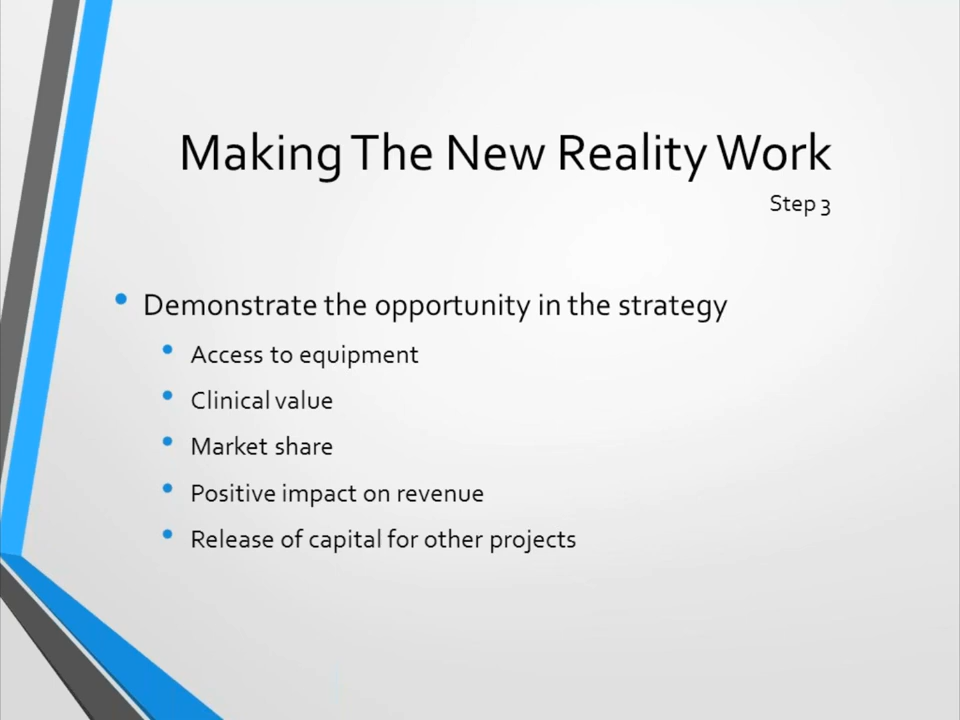 Making The New Reality Work
Step 3
• Demonstrate the opportunity in the strategy
• Access to equipment
• Clinical value
• Market share
• Positive impact on revenue
• Release of capital for other projects